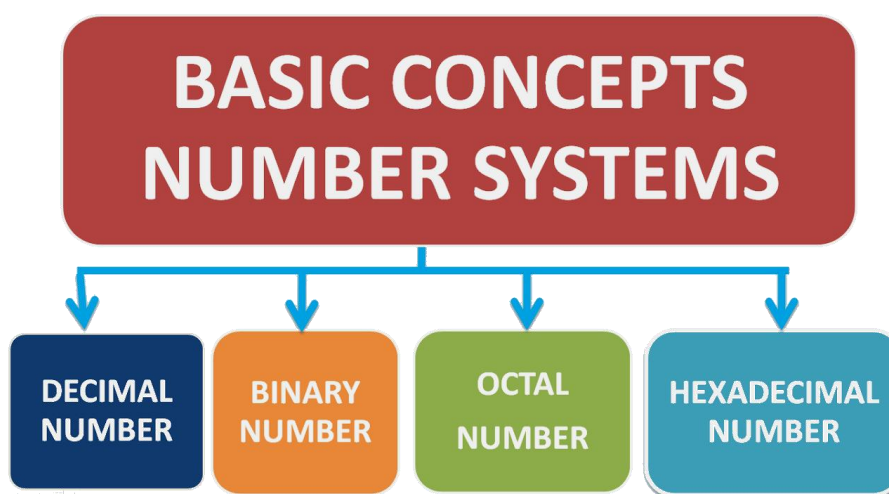 BASIC CONCEPTS
NUMBER SYSTEMS
DECIMAL
NUMBER
BINARY
NUMBER
OCTAL
NUMBER
HEXADECIMAL
NUMBER